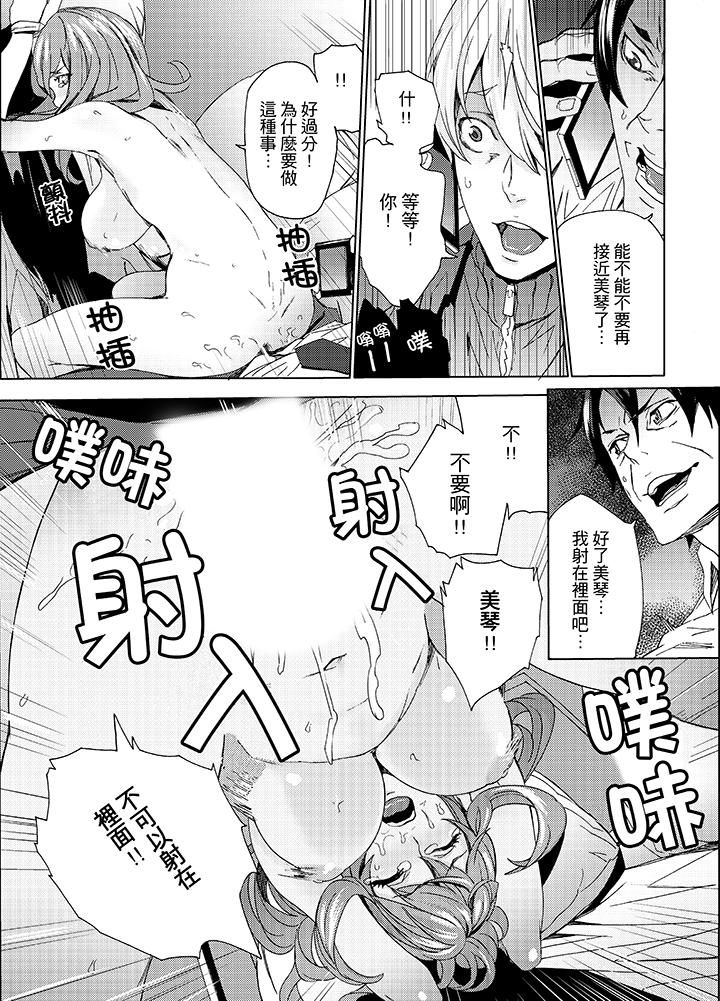 能不能不要再
接近美琴了…
什!!
等等！
你！
噗
嗡
嗡
!!
好過分！
為什麼要做
這種事…
顫抖
抽插
抽插
好了美琴…
我射在裡面吧…
不!!
不要啊!!
美琴!!
射入
噗哧
射入
噗哧
不可以射在
裡面!!